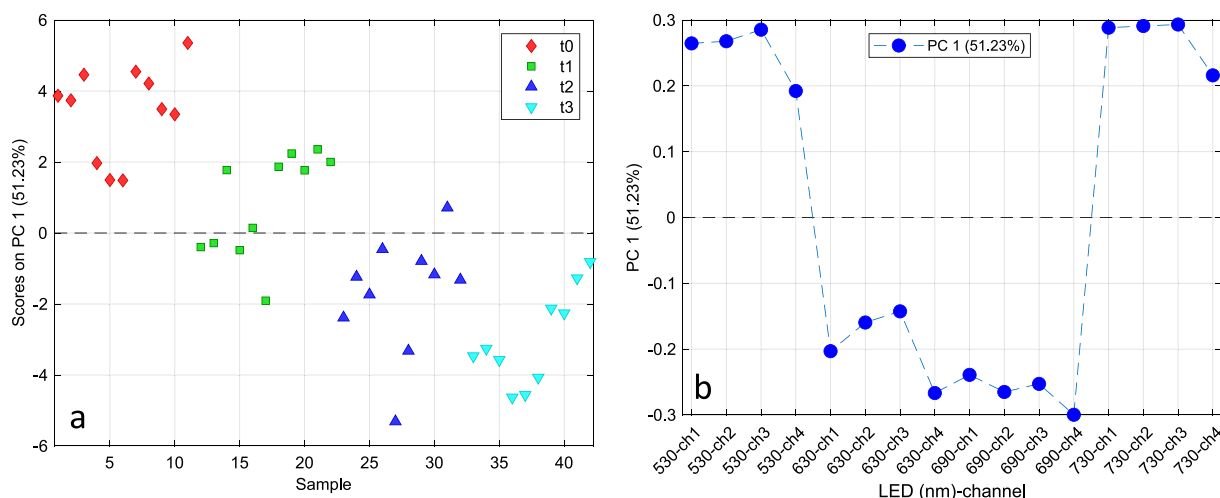 6
4
2
0
-2
-4
-6
Scores on PC 1 (51.23%)
t0
t1
t2
t3
a
5
10
15
20
25
30
35
40
Sample
0.3
0.2
0.1
0
-0.1
-0.2
-0.3
PC 1 (51.23%)
PC 1 (51.23%)
b
530-ch1
530-ch2
530-ch3
530-ch4
630-ch1
630-ch2
630-ch3
630-ch4
690-ch1
690-ch2
690-ch3
690-ch4
730-ch1
730-ch2
730-ch3
730-ch4
LED (nm)-channel